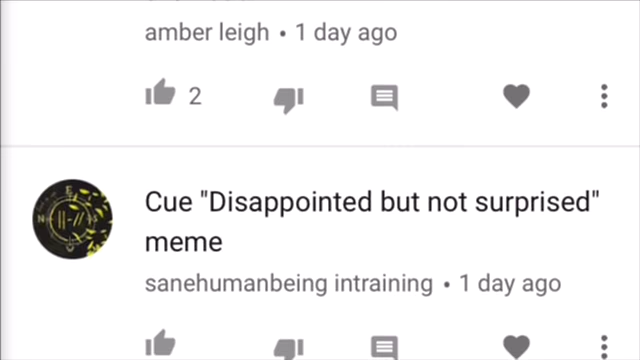 amber leigh • 1 day ago
2
Cue "Disappointed but not surprised"
meme
sanehumanbeing intraining • 1 day ago